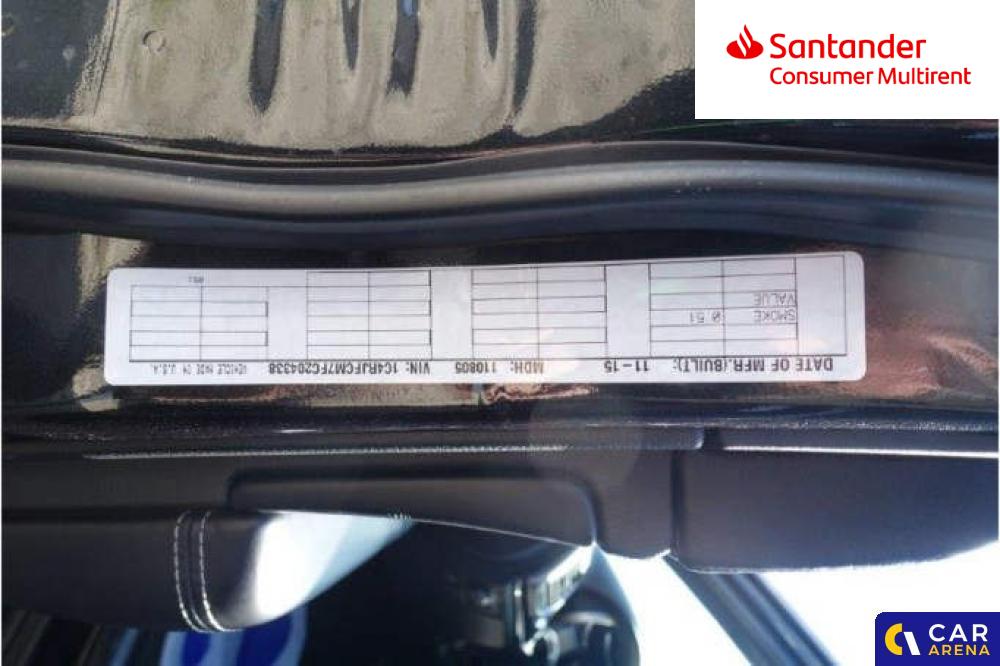 Santander
Consumer Multirent
DATE OF MFR.(BUILT): 11-15 MDH: 110805 VIN: 1C4RJFCM7FC204338 VEHICLE MADE IN U.S.A.
SMOKE 0.51
VALUE
CAR
ARENA